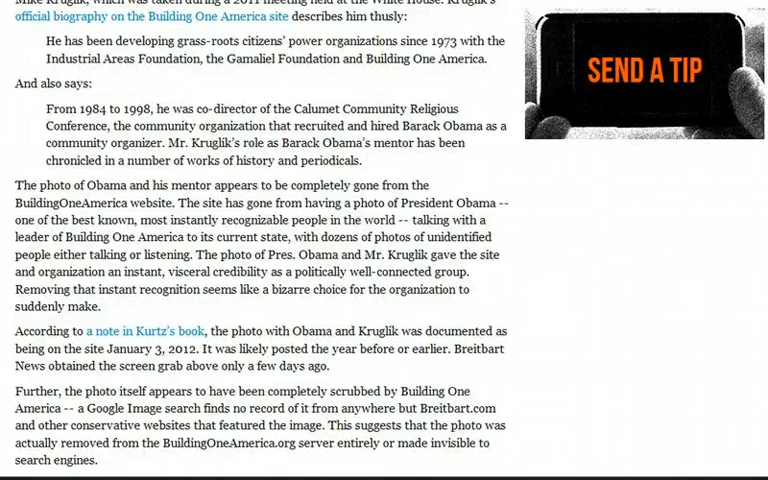 Mike Kruglik, which was taken during a 2011 meeting held at the White House. Kruglik's
official biography on the Building One America site describes him thusly:
He has been developing grass-roots citizens' power organizations since 1973 with the
Industrial Areas Foundation, the Gamaliel Foundation and Building One America.
And also says:
From 1984 to 1998, he was co-director of the Calumet Community Religious
Conference, the community organization that recruited and hired Barack Obama as a
community organizer. Mr. Kruglik's role as Barack Obama's mentor has been
chronicled in a number of works of history and periodicals.
The photo of Obama and his mentor appears to be completely gone from the
BuildingOneAmerica website. The site has gone from having a photo of President Obama --
one of the best known, most instantly recognizable people in the world -- talking with a
leader of Building One America to its current state, with dozens of photos of unidentified
people either talking or listening. The photo of Pres. Obama and Mr. Kruglik gave the site
and organization an instant, visceral credibility as a politically well-connected group.
Removing that instant recognition seems like a bizarre choice for the organization to
suddenly make.
According to a note in Kurtz's book, the photo with Obama and Kruglik was documented as
being on the site January 3, 2012. It was likely posted the year before or earlier. Breitbart
News obtained the screen grab above only a few days ago.
Further, the photo itself appears to have been completely scrubbed by Building One
America -- a Google Image search finds no record of it from anywhere but Breitbart.com
and other conservative websites that featured the image. This suggests that the photo was
actually removed from the BuildingOneAmerica.org server entirely or made invisible to
search engines.
SEND A TIP